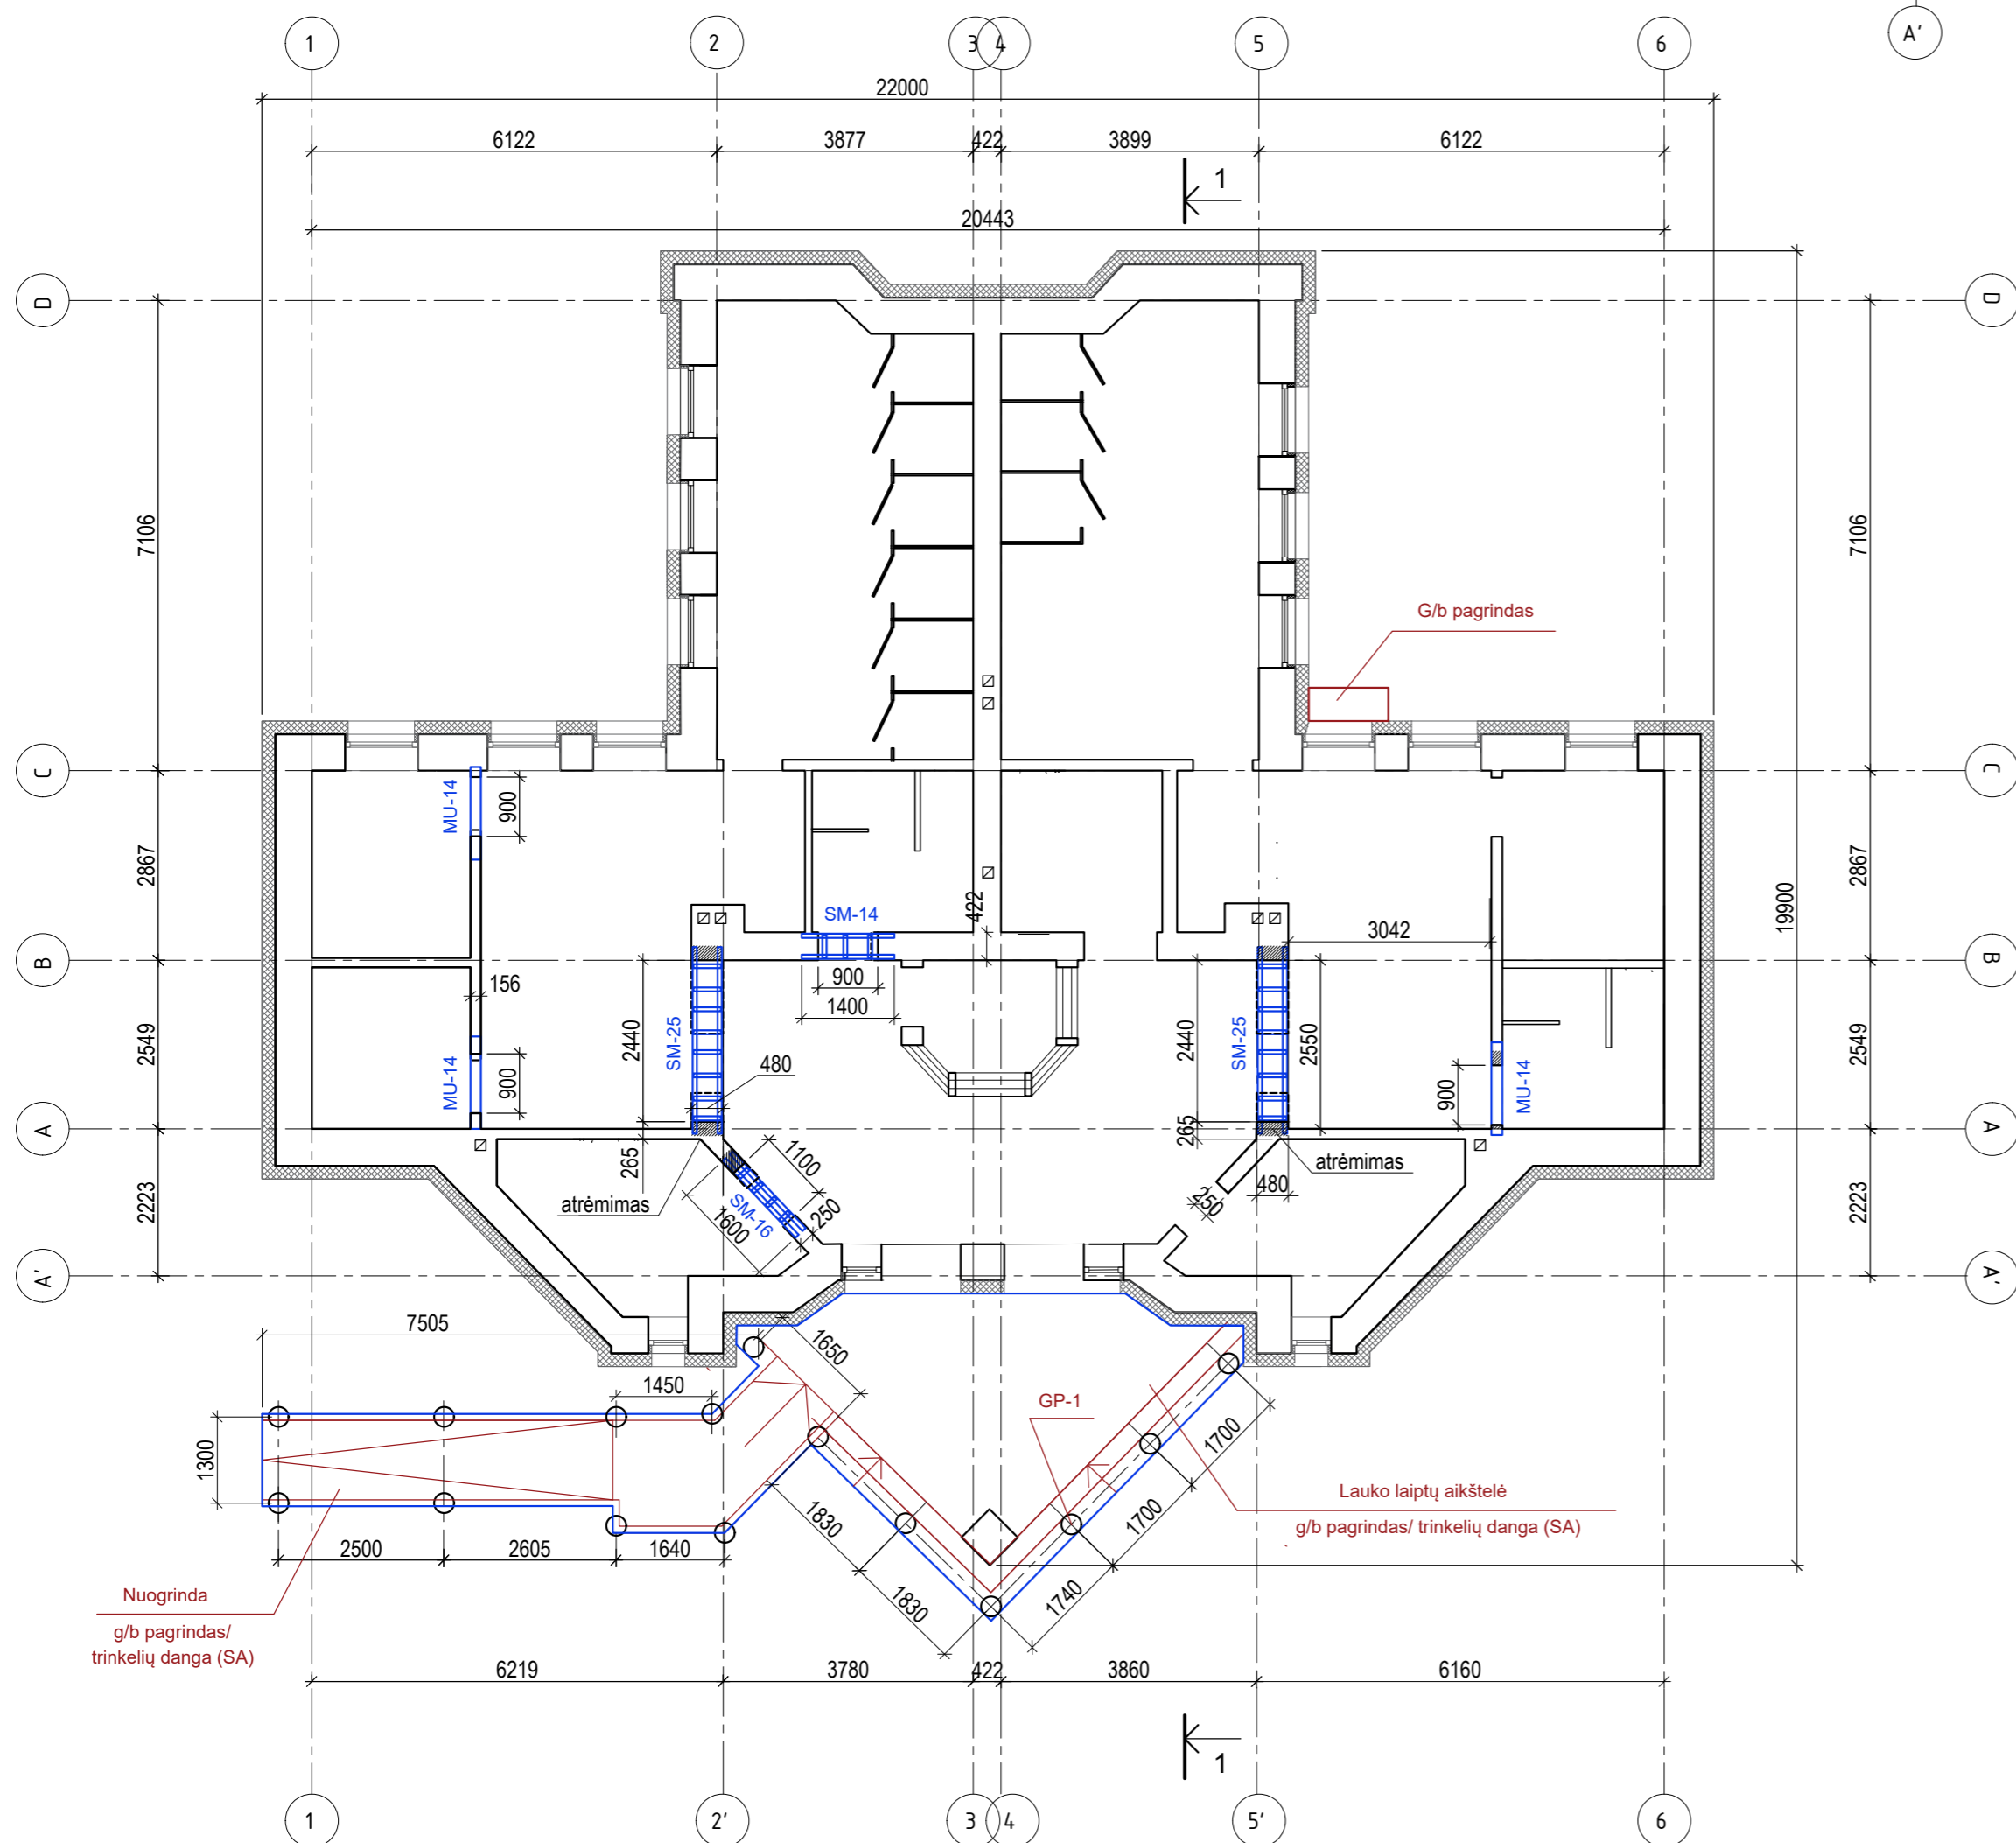 1
2
3
4
5
6
A'
22000
6122
3877
422
3899
6122
1
20443
D
D
7106
7106
G/b pagrindas
C
C
MU-14
900
2867
2867
19900
SM-14
422
3042
B
B
156
900
1400
2440
SM-25
480
2440
SM-25
2550
2549
2549
MU-14
900
900
MU-14
A
A
265
265
1100
atrėmimas
atrėmimas
SM-16
1600
250
250
480
2223
2223
A'
A'
7505
1650
1450
GP-1
1700
1300
Lauko laiptų aikštelė
g/b pagrindas/ trinkelių danga (SA)
1830
1700
2500
2605
1640
1830
1740
Nuogrinda
g/b pagrindas/
trinkelių danga (SA)
6219
3780
422
3860
6160
1
1
2'
3
4
5'
6